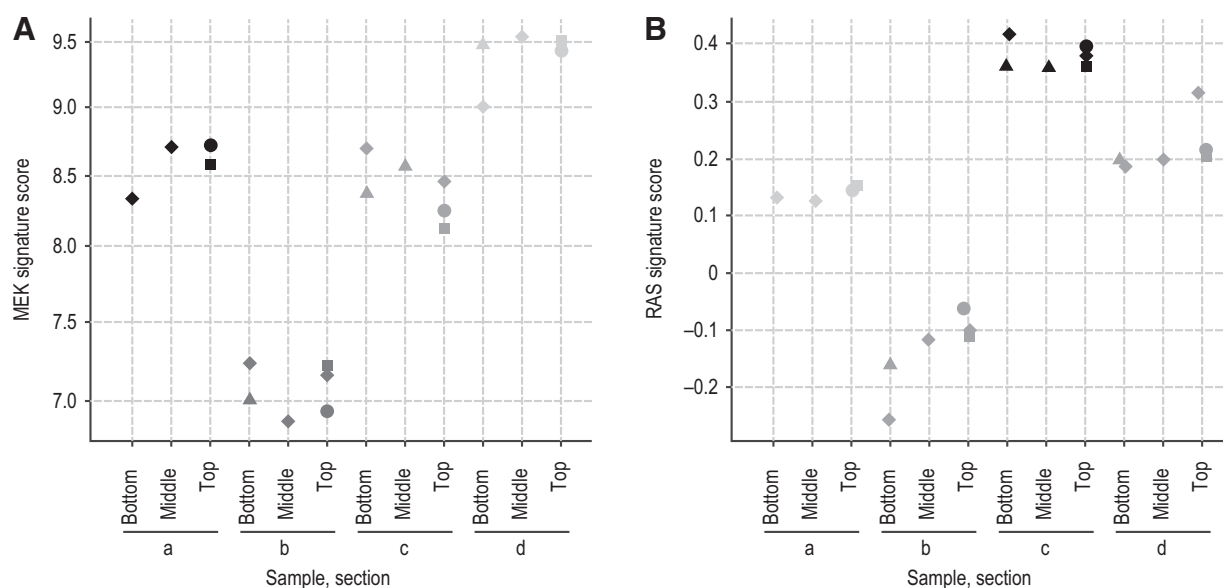 A
MEK signature score
9.5
9.0
8.5
8.0
7.5
7.0
Bottom Middle Top Bottom Middle Top Bottom Middle Top Bottom Middle Top
a b c d
Sample, section
B
RAS signature score
0.4
0.3
0.2
0.1
0
–0.1
–0.2
Bottom Middle Top Bottom Middle Top Bottom Middle Top Bottom Middle Top
a b c d
Sample, section